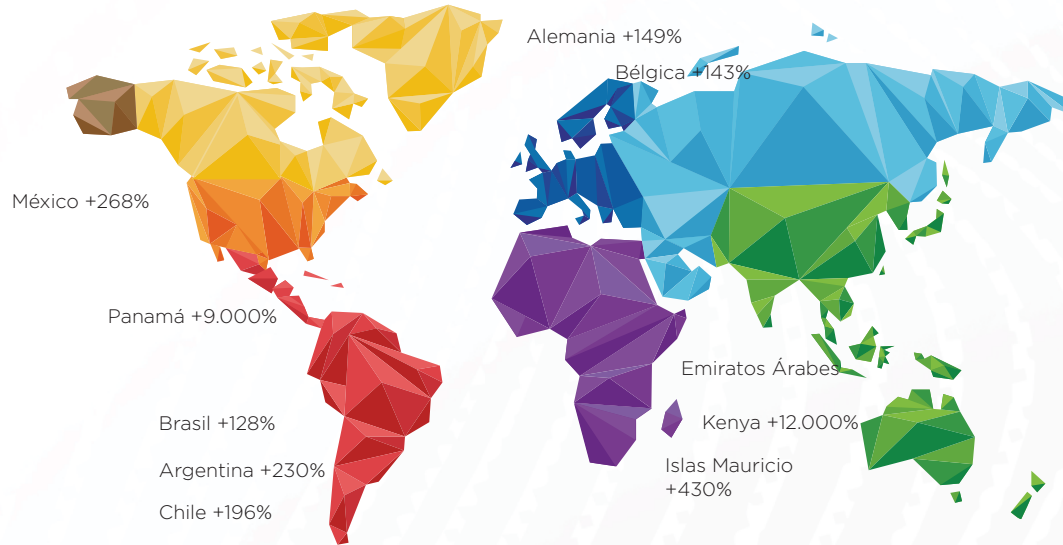 Alemania +149%
Bélgica +143%
México +268%
Panamá +9.000%
Emiratos Árabes
Brasil +128%
Kenya +12.000%
Argentina +230%
Islas Mauricio
+430%
Chile +196%